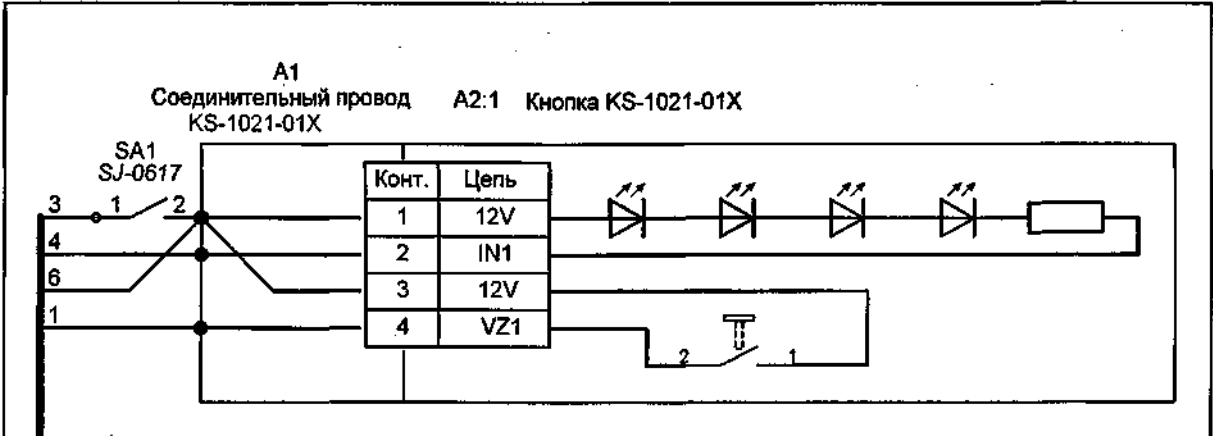 A1
Соединительный провод
KS-1021-01X
A2:1 Кнопка KS-1021-01X
SA1
SJ-0617
Конт. Цепь
3 1 2 1 12V
4 2 IN1
6 3 12V
1 4 VZ1
2 1